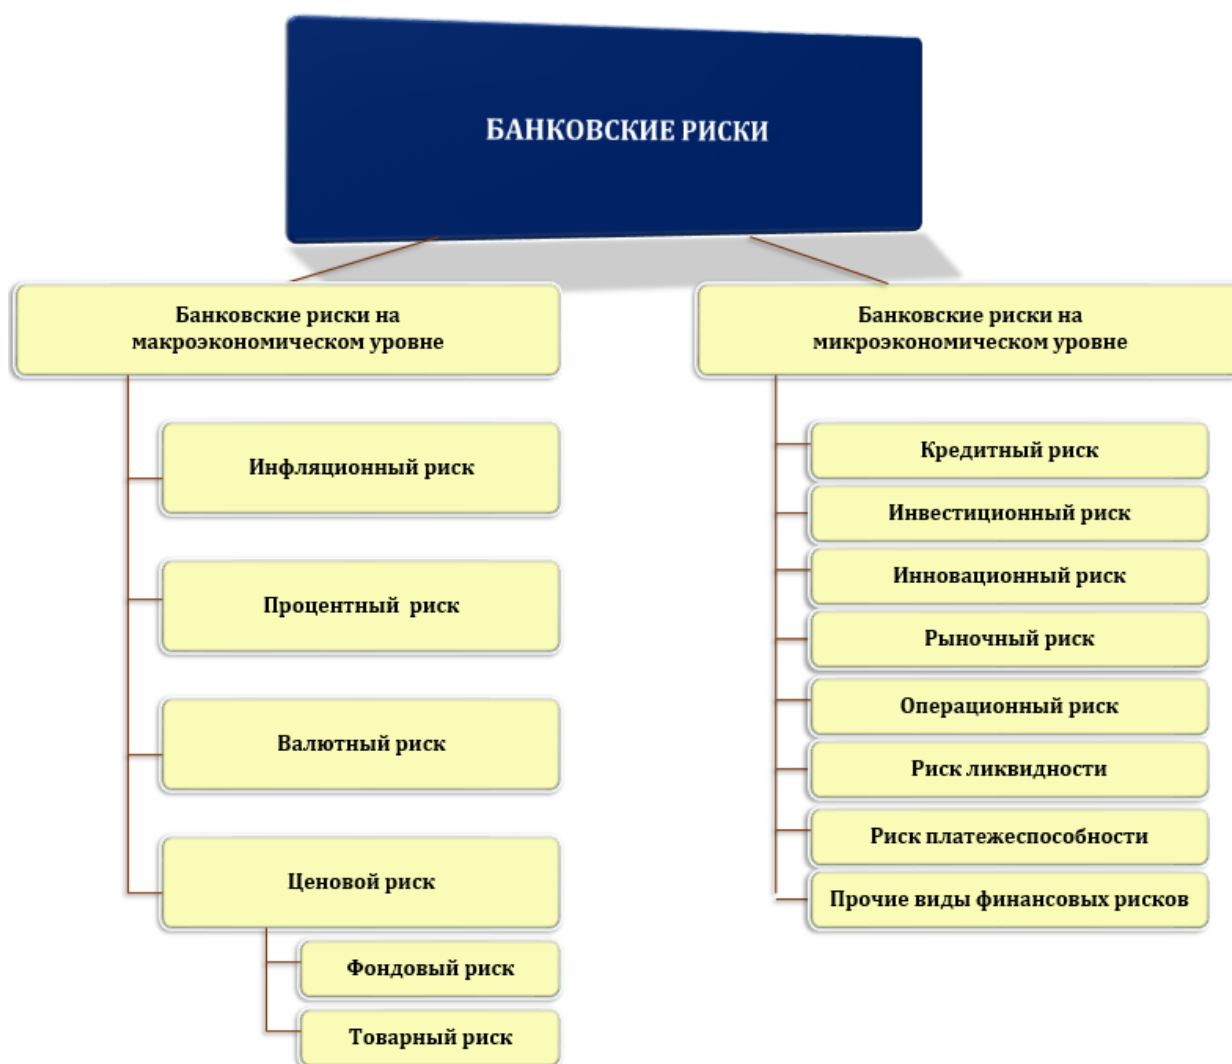 БАНКОВСКИЕ РИСКИ
Банковские риски на
макроэкономическом уровне
Инфляционный риск
Процентный риск
Валютный риск
Ценовой риск
Фондовый риск
Товарный риск
Банковские риски на
микроэкономическом уровне
Кредитный риск
Инвестиционный риск
Инновационный риск
Рыночный риск
Операционный риск
Риск ликвидности
Риск платежеспособности
Прочие виды финансовых рисков